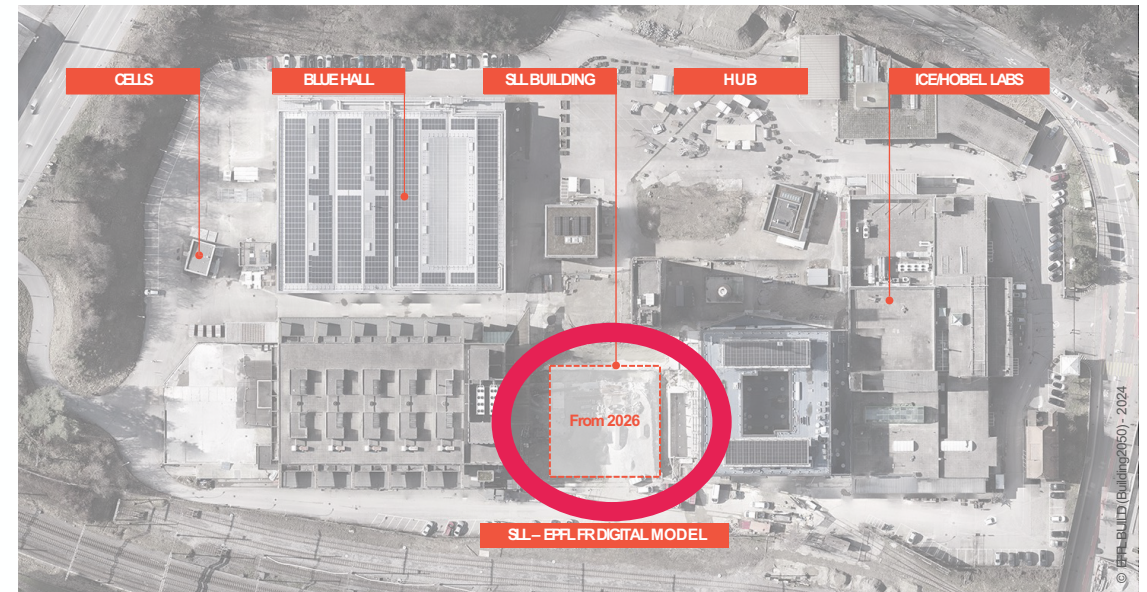 CELLS
BLUE HALL
SLL BUILDING
HUB
ICE/HOBEL LABS
From 2026
SLL – EPFL FR DIGITAL MODEL
© EPFL BUILD (Building2050) - 2024